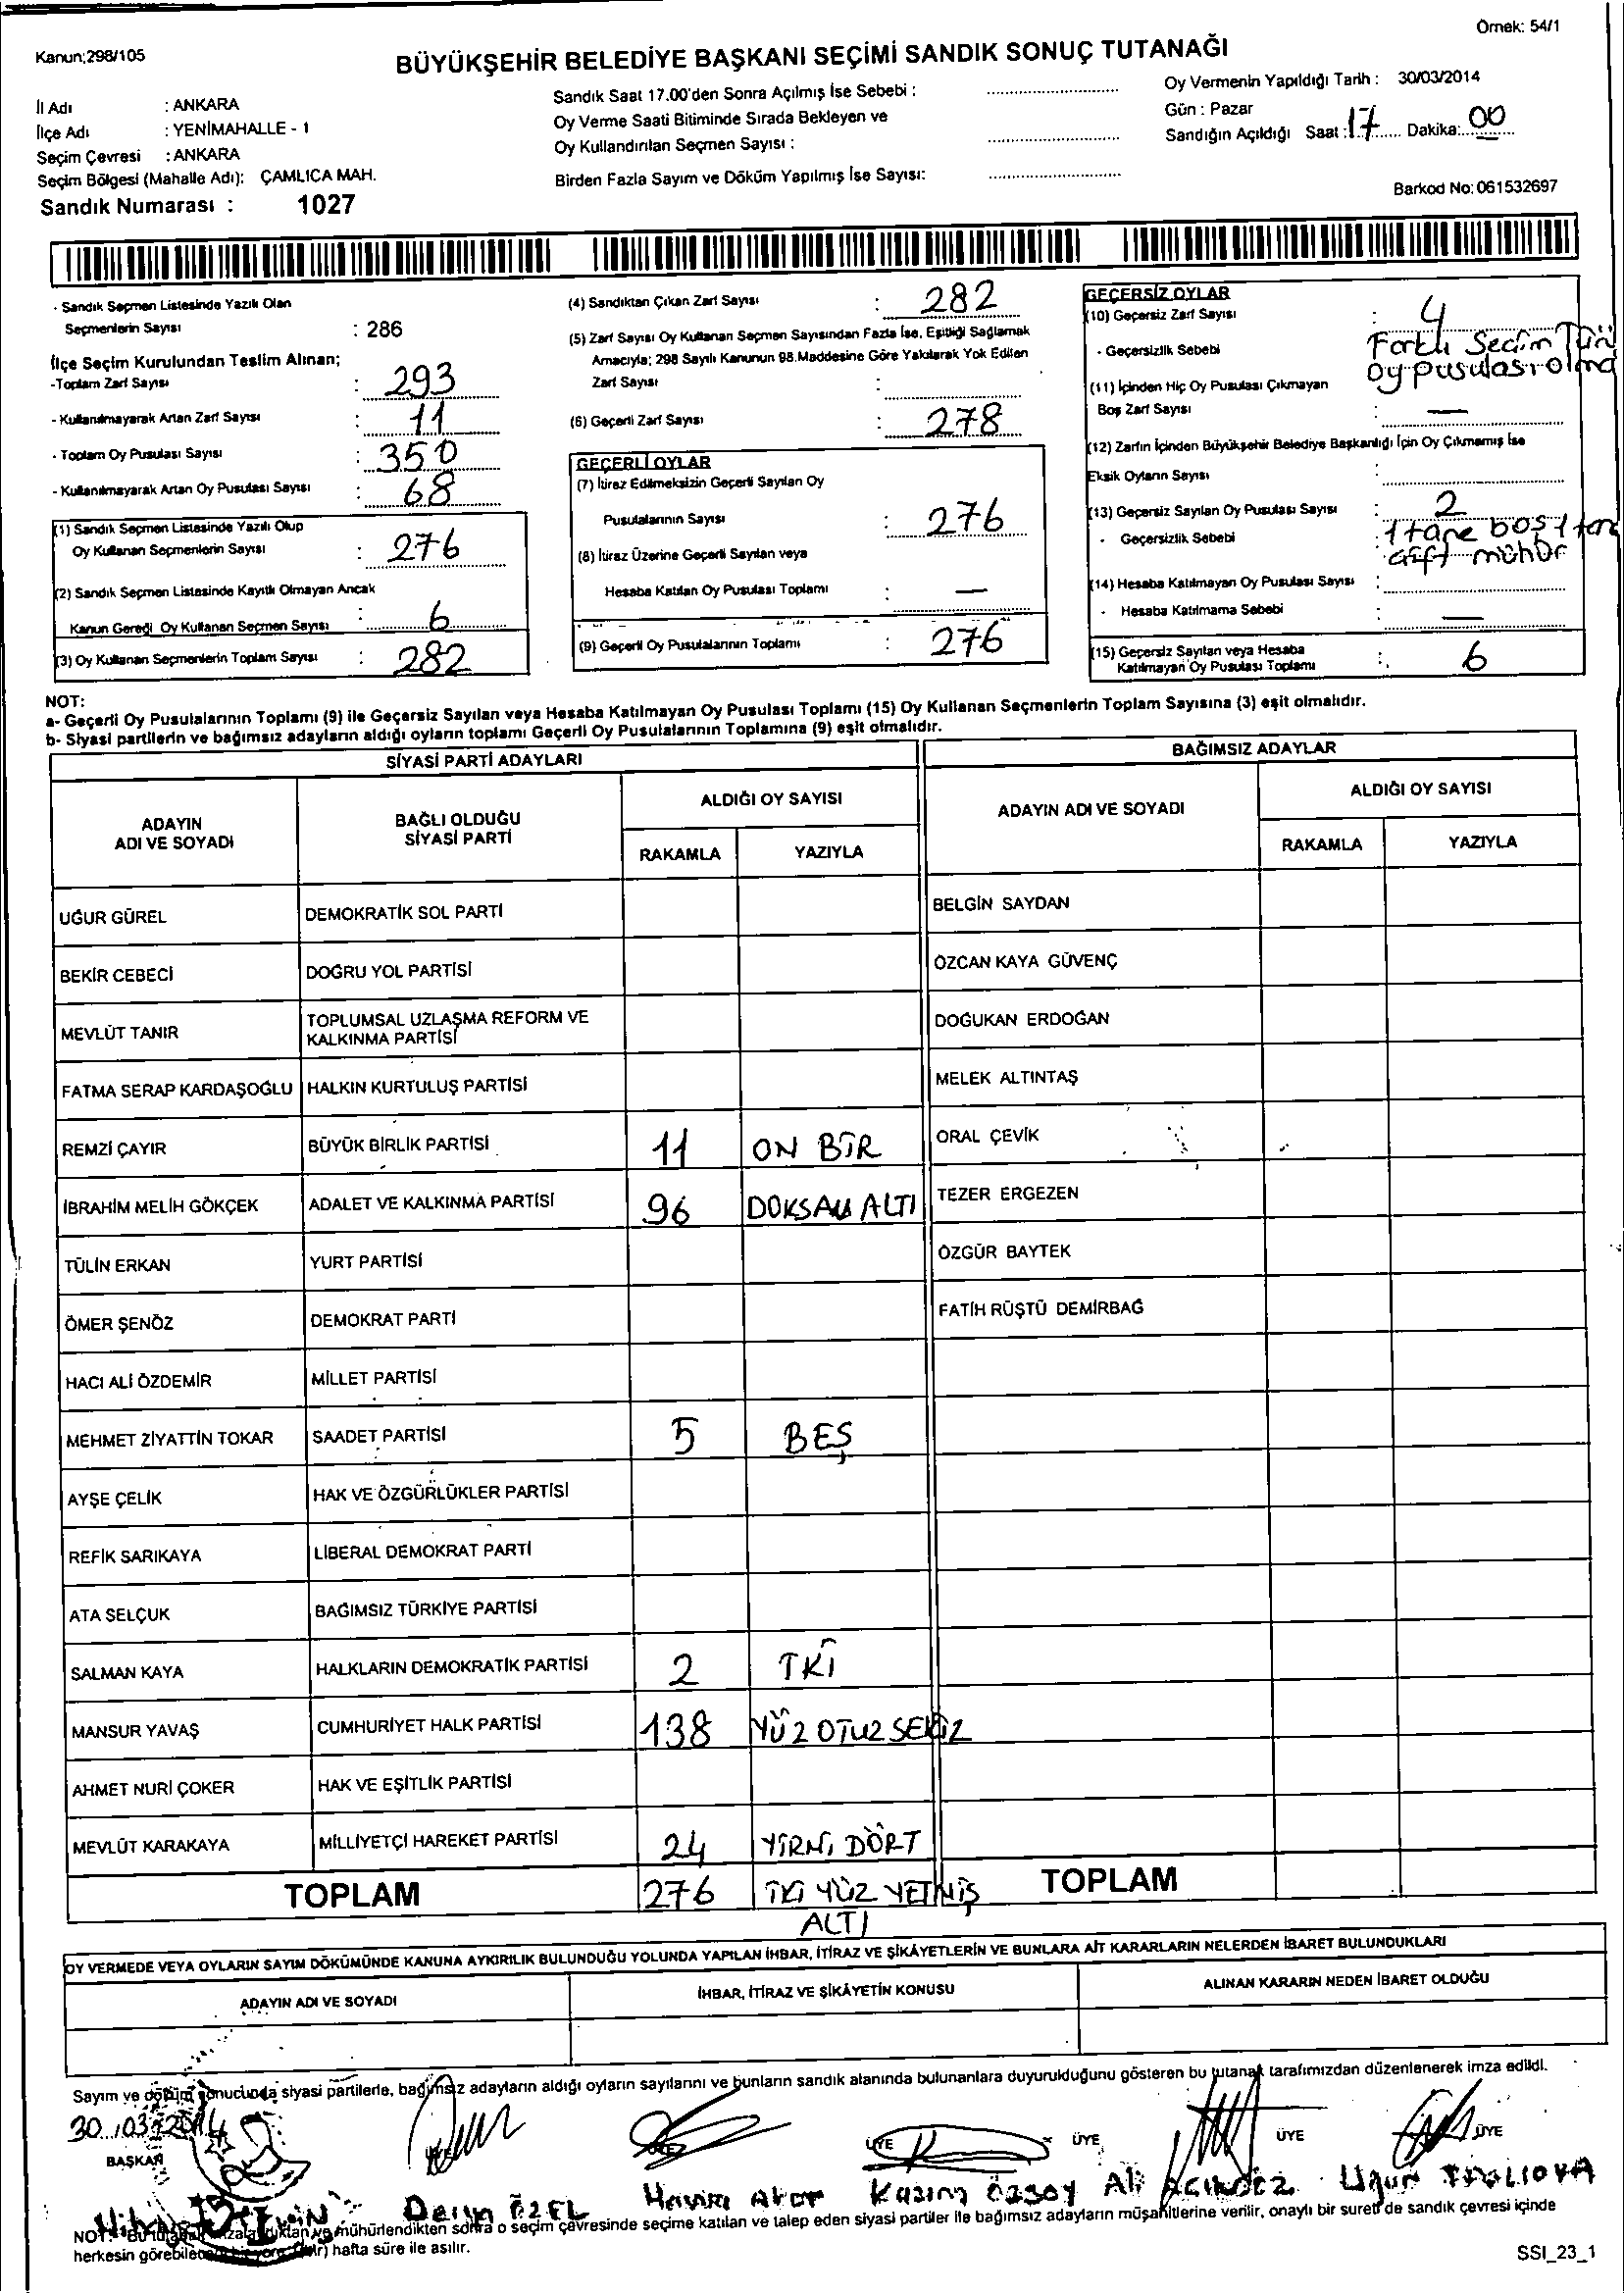 Örnek: 54/1
Kanun;298/105
BÜYÜKŞEHİR BELEDİYE BAŞKANI SEÇİMİ SANDIK SONUÇ TUTANAĞI
İl Adı : ANKARA
İlçe Adı : YENİMAHALLE - 1
Seçim Çevresi : ANKARA
Seçim Bölgesi (Mahalle Adı): ÇAMLICA MAH.
Sandık Numarası : 1027
Sandık Saat 17.00'den Sonra Açılmış İse Sebebi :
Oy Verme Saati Bitiminde Sırada Bekleyen ve
Oy Kullandırılan Seçmen Sayısı :
Birden Fazla Sayım ve Döküm Yapılmış İse Sayısı:
Oy Vermenin Yapıldığı Tarih : 30/03/2014
Gün : Pazar
Sandığın Açıldığı Saat : 17 Dakika: 00
Barkod No: 061532697
- Sandık Seçmen Listesinde Yazılı Olan
Seçmenlerin Sayısı : 286
İlçe Seçim Kurulundan Teslim Alınan;
-Toplam Zarf Sayısı : 293
- Kullanılmayarak Artan Zarf Sayısı : 11
- Toplam Oy Pusulası Sayısı : 350
- Kullanılmayarak Artan Oy Pusulası Sayısı : 68
(1) Sandık Seçmen Listesinde Yazılı Olup
Oy Kullanan Seçmenlerin Sayısı : 276
(2) Sandık Seçmen Listesinde Kayıtlı Olmayan Ancak
Kanun Gereği Oy Kullanan Seçmen Sayısı : 6
(3) Oy Kullanan Seçmenlerin Toplam Sayısı : 282
(4) Sandıktan Çıkan Zarf Sayısı : 282
(5) Zarf Sayısı Oy Kullanan Seçmen Sayısından Fazla İse, Eşitliği Sağlamak
Amacıyla; 298 Sayılı Kanunun 98.Maddesine Göre Yakılarak Yok Edilen
Zarf Sayısı :
(6) Geçerli Zarf Sayısı : 278
GEÇERLİ OYLAR
(7) İtiraz Edilmeksizin Geçerli Sayılan Oy
Pusulalarının Sayısı : 276
(8) İtiraz Üzerine Geçerli Sayılan veya
Hesaba Katılan Oy Pusulası Toplamı : —
(9) Geçerli Oy Pusulalarının Toplamı : 276
GEÇERSİZ OYLAR
(10) Geçersiz Zarf Sayısı : 4
- Geçersizlik Sebebi Farklı Seçim Türü
oy pusulası olma
(11) İçinden Hiç Oy Pusulası Çıkmayan
Boş Zarf Sayısı : —
(12) Zarfın İçinden Büyükşehir Belediye Başkanlığı İçin Oy Çıkmamış İse
Eksik Oyların Sayısı :
(13) Geçersiz Sayılan Oy Pusulası Sayısı : 2
- Geçersizlik Sebebi : 1 tane boş 1 tane
çift mühür
(14) Hesaba Katılmayan Oy Pusulası Sayısı :
- Hesaba Katılmama Sebebi : —
(15) Geçersiz Sayılan veya Hesaba
Katılmayan Oy Pusulası Toplamı : 6
NOT:
a- Geçerli Oy Pusulalarının Toplamı (9) ile Geçersiz Sayılan veya Hesaba Katılmayan Oy Pusulası Toplamı (15) Oy Kullanan Seçmenlerin Toplam Sayısına (3) eşit olmalıdır.
b- Siyasi partilerin ve bağımsız adayların aldığı oyların toplamı Geçerli Oy Pusulalarının Toplamına (9) eşit olmalıdır.
SİYASİ PARTİ ADAYLARI
ADAYIN ADI VE SOYADI
BAĞLI OLDUĞU SİYASİ PARTİ
ALDIĞI OY SAYISI
RAKAMLA YAZIYLA
UĞUR GÜREL DEMOKRATİK SOL PARTİ
BEKİR CEBECİ DOĞRU YOL PARTİSİ
MEVLÜT TANIR TOPLUMSAL UZLAŞMA REFORM VE KALKINMA PARTİSİ
FATMA SERAP KARDAŞOĞLU HALKIN KURTULUŞ PARTİSİ
REMZİ ÇAYIR BÜYÜK BİRLİK PARTİSİ 11 ON BİR
İBRAHİM MELİH GÖKÇEK ADALET VE KALKINMA PARTİSİ 96 DOKSAN ALTI
TÜLİN ERKAN YURT PARTİSİ
ÖMER ŞENÖZ DEMOKRAT PARTİ
HACI ALİ ÖZDEMİR MİLLET PARTİSİ
MEHMET ZİYATTİN TOKAR SAADET PARTİSİ 5 BEŞ
AYŞE ÇELİK HAK VE ÖZGÜRLÜKLER PARTİSİ
REFİK SARIKAYA LİBERAL DEMOKRAT PARTİ
ATA SELÇUK BAĞIMSIZ TÜRKİYE PARTİSİ
SALMAN KAYA HALKLARIN DEMOKRATİK PARTİSİ 2 İKİ
MANSUR YAVAŞ CUMHURİYET HALK PARTİSİ 138 YÜZ OTUZ SEKİZ
AHMET NURİ ÇOKER HAK VE EŞİTLİK PARTİSİ
MEVLÜT KARAKAYA MİLLİYETÇİ HAREKET PARTİSİ 24 YİRMİ DÖRT
TOPLAM 276 İKİ YÜZ YETMİŞ
ALTI
BAĞIMSIZ ADAYLAR
ADAYIN ADI VE SOYADI
ALDIĞI OY SAYISI
RAKAMLA YAZIYLA
BELGİN SAYDAN
ÖZCAN KAYA GÜVENÇ
DOĞUKAN ERDOĞAN
MELEK ALTINTAŞ
ORAL ÇEVİK
TEZER ERGEZEN
ÖZGÜR BAYTEK
FATİH RÜŞTÜ DEMİRBAĞ
TOPLAM
OY VERMEDE VEYA OYLARIN SAYIM DÖKÜMÜNDE KANUNA AYKIRILIK BULUNDUĞU YOLUNDA YAPILAN İHBAR, İTİRAZ VE ŞİKÂYETLERİN VE BUNLARA AİT KARARLARIN NELERDEN İBARET BULUNDUKLARI
ADAYIN ADI VE SOYADI İHBAR, İTİRAZ VE ŞİKÂYETİN KONUSU ALINAN KARARIN NEDEN İBARET OLDUĞU
Sayım ve döküm sonucunda siyasi partilerle, bağımsız adayların aldığı oyların sayılarını ve bunların sandık alanında bulunanlara duyurulduğunu gösteren bu tutanak tarafımızdan düzenlenerek imza edildi.
30/03/2014
BAŞKAN ÜYE ÜYE ÜYE ÜYE ÜYE ÜYE
Derya ÖZEL Kazım Özsoy Ali Uğur
NOT: Bu tutanak imzalandıktan ve mühürlendikten sonra o seçim çevresinde seçime katılan ve talep eden siyasi partiler ile bağımsız adayların müşahitlerine verilir, onaylı bir sureti de sandık çevresi içinde
herkesin görebileceği bir yere (bir) hafta süre ile asılır.
SSI_23_1